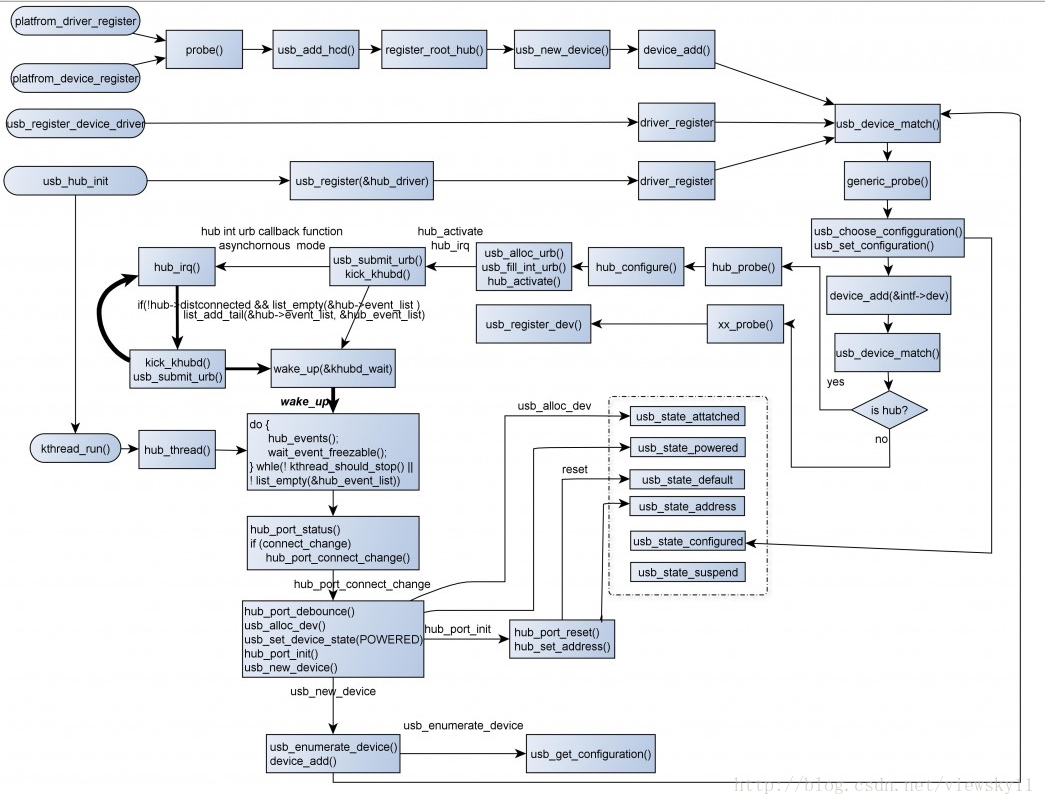 platfrom_driver_register
probe()
usb_add_hcd()
register_root_hub()
usb_new_device()
device_add()
platfrom_device_register
usb_register_device_driver
driver_register
usb_device_match()
usb_hub_init
usb_register(&hub_driver)
driver_register
generic_probe()
usb_choose_configguration()
usb_set_configuration()
hub int urb callback function
asynchornous mode
hub_activate
hub_irq
hub_irq()
usb_submit_urb()
kick_khubd()
usb_alloc_urb()
usb_fill_int_urb()
hub_activate()
hub_configure()
hub_probe()
device_add(&intf->dev)
if(!hub->distconnected && list_empty(&hub->event_list )
list_add_tail(&hub->event_list, &hub_event_list)
usb_register_dev()
xx_probe()
usb_device_match()
kick_khubd()
usb_submit_urb()
wake_up(&khubd_wait)
yes
is hub?
no
wake_up
usb_alloc_dev
usb_state_attatched
do {
hub_events();
wait_event_freezable();
} whle(! kthread_should_stop() ||
! list_empty(&hub_event_list))
kthread_run()
hub_thread()
usb_state_powered
reset
usb_state_default
usb_state_address
usb_state_configured
usb_state_suspend
hub_port_status()
if (connect_change)
hub_port_connect_change()
hub_port_connect_change
hub_port_debounce()
usb_alloc_dev()
usb_set_device_state(POWERED)
hub_port_init()
usb_new_device()
hub_port_init
hub_port_reset()
hub_set_address()
usb_new_device
usb_enumerate_device
usb_enumerate_device()
device_add()
usb_get_configuration()
http://blog.csdn.net/viewsky11